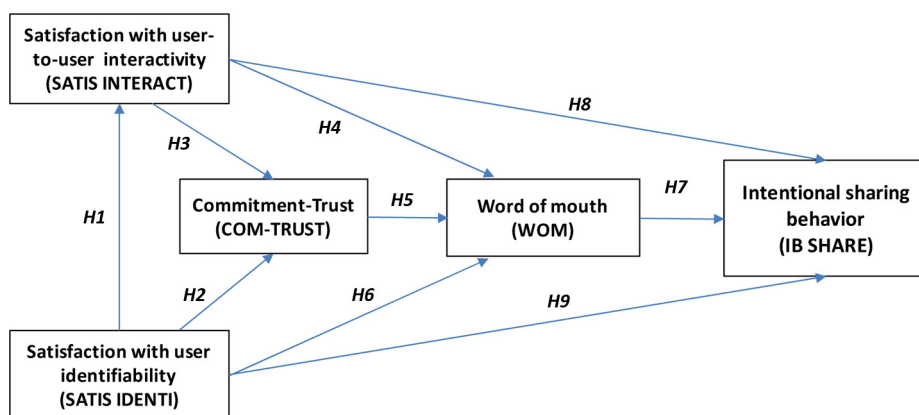 Satisfaction with user-
to-user interactivity
(SATIS INTERACT)
H8
H4
H3
Commitment-Trust
(COM-TRUST)
H5
Word of mouth
(WOM)
H7
Intentional sharing
behavior
(IB SHARE)
H1
H2
H6
H9
Satisfaction with user
identifiability
(SATIS IDENTI)